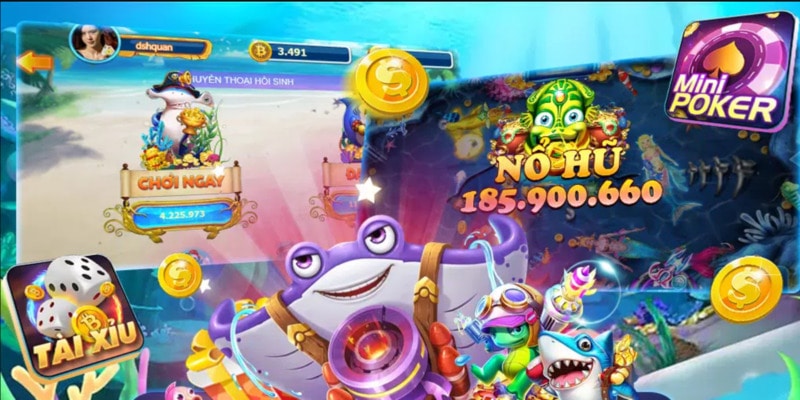 dshquan
3.491
HUYỀN THOẠI HỒI SINH
CHƠI NGAY
4.225.973
NỔ HŨ
185.900.660
Mini
POKER
TÀI XỈU